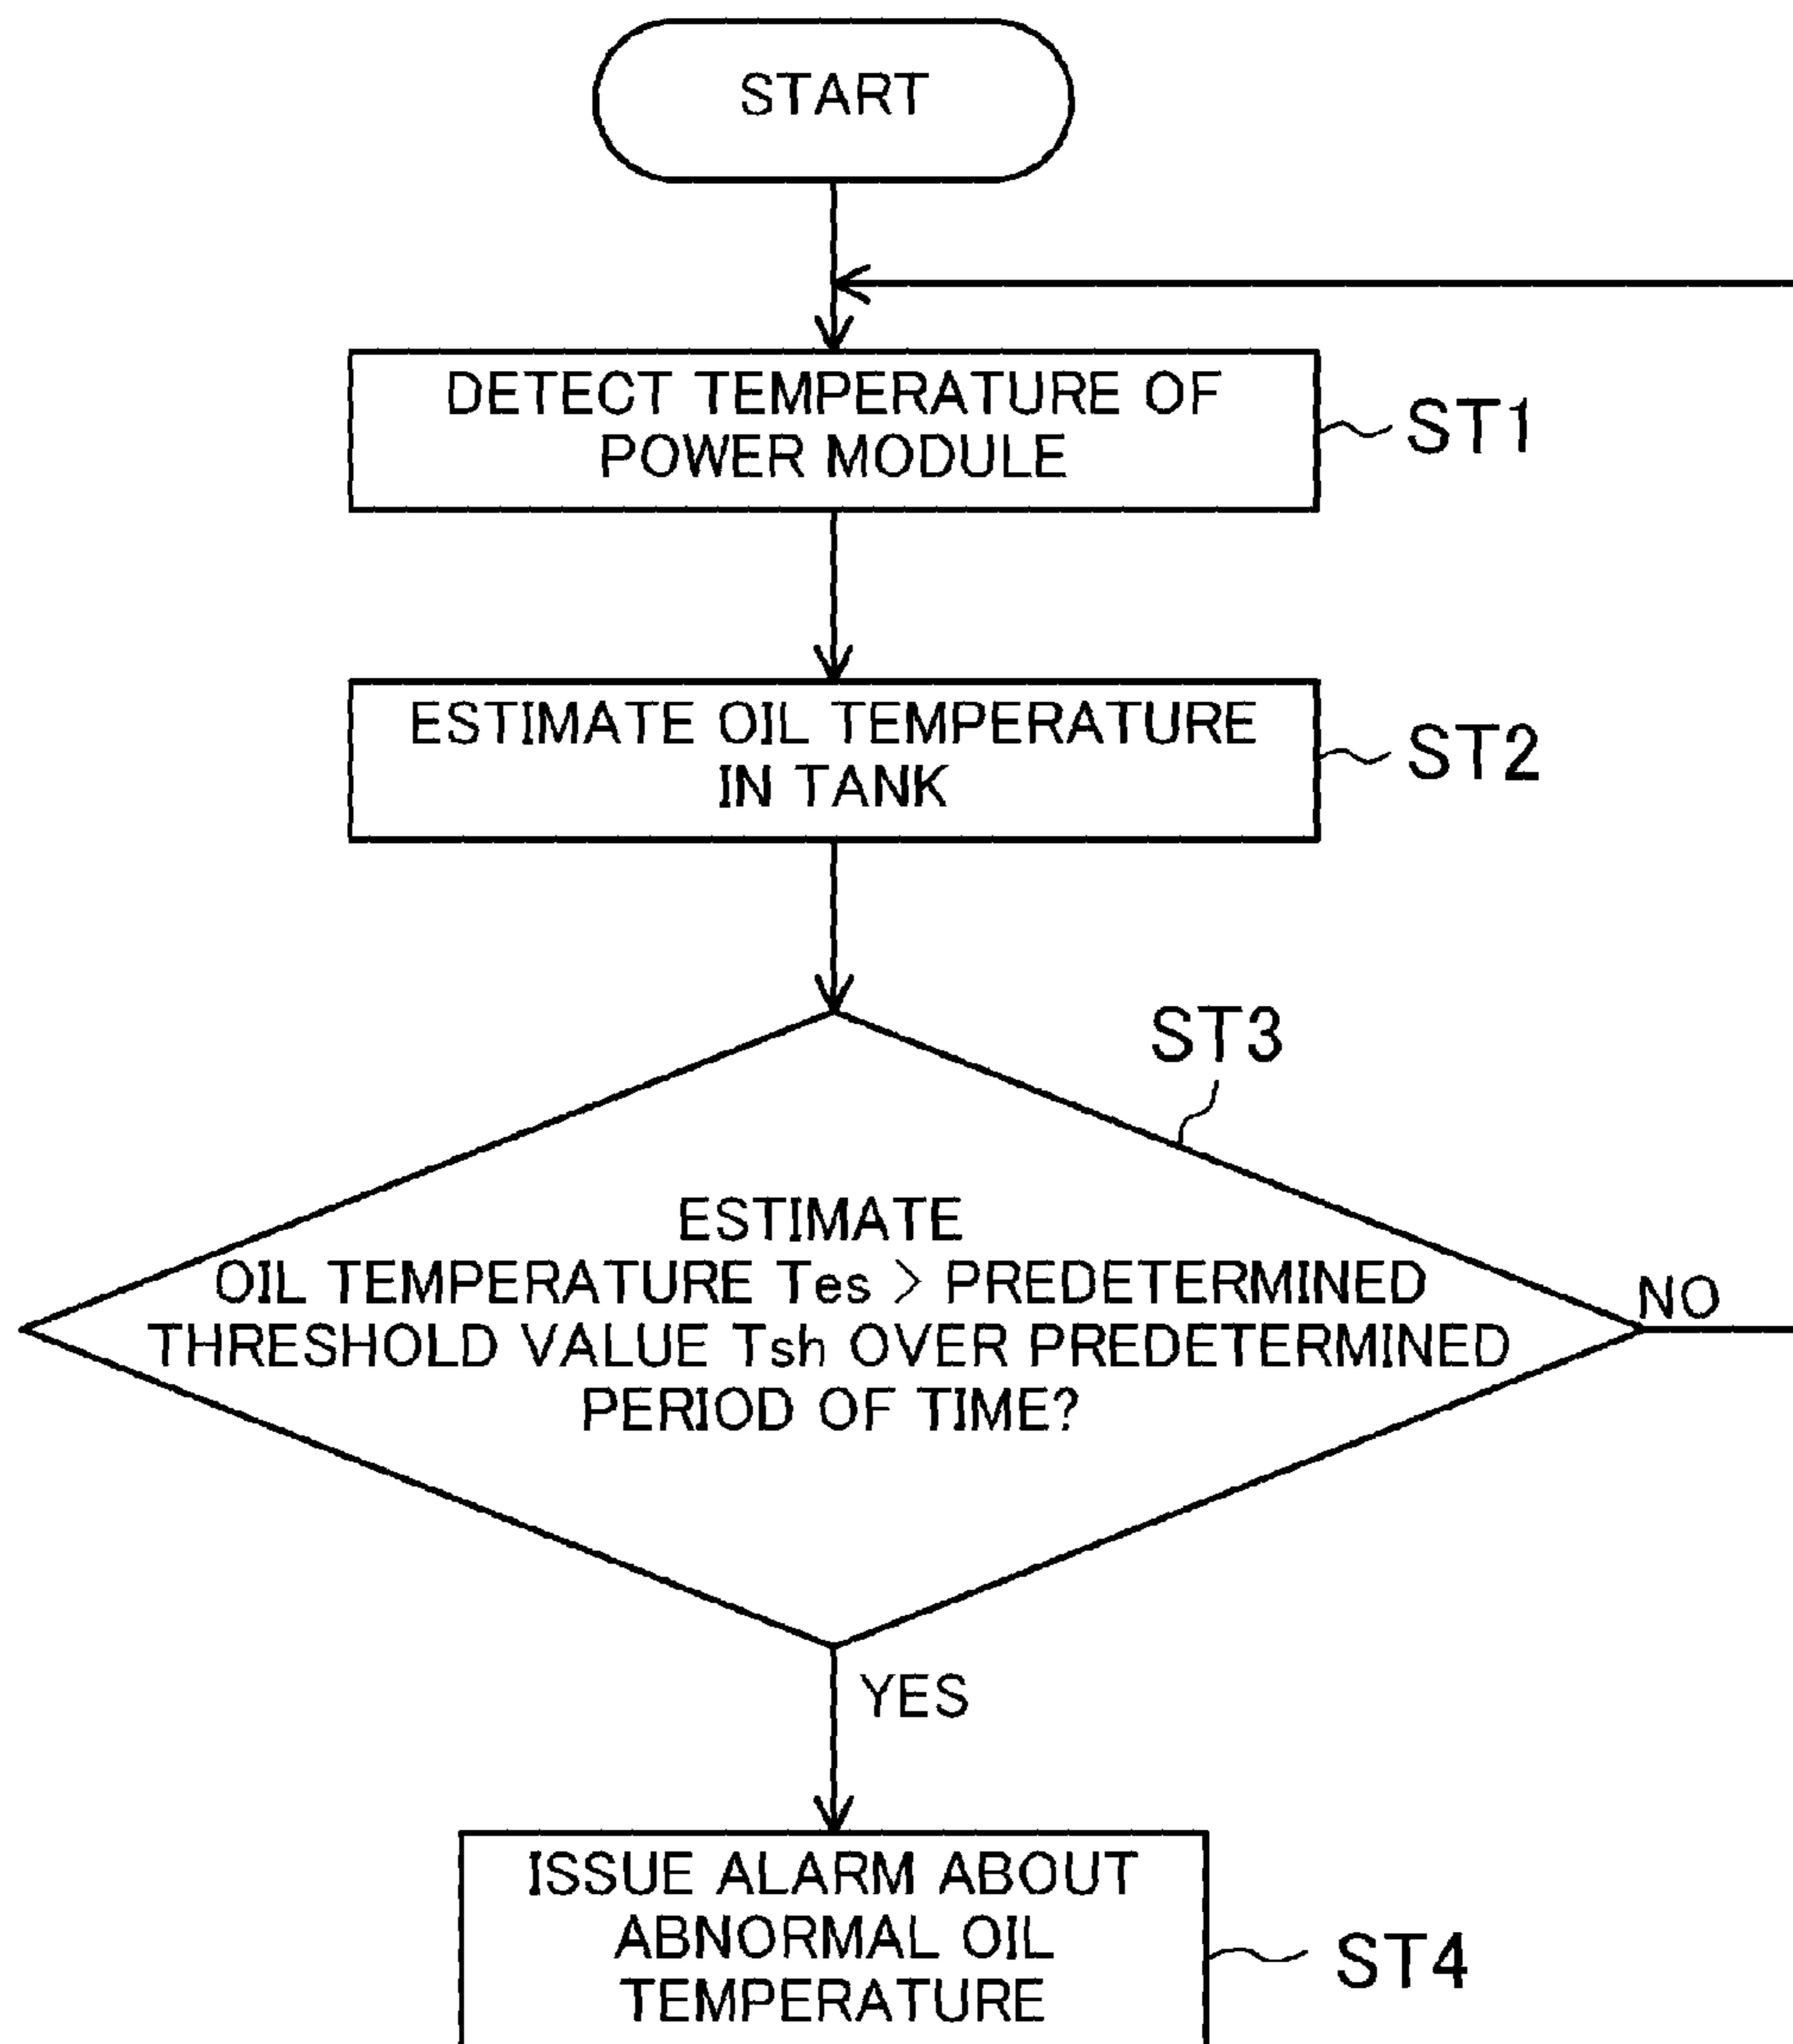 START
DETECT TEMPERATURE OF
POWER MODULE
ST1
ESTIMATE OIL TEMPERATURE
IN TANK
ST2
ST3
ESTIMATE
OIL TEMPERATURE Tes > PREDETERMINED
THRESHOLD VALUE Tsh OVER PREDETERMINED
PERIOD OF TIME?
NO
YES
ISSUE ALARM ABOUT
ABNORMAL OIL
TEMPERATURE
ST4